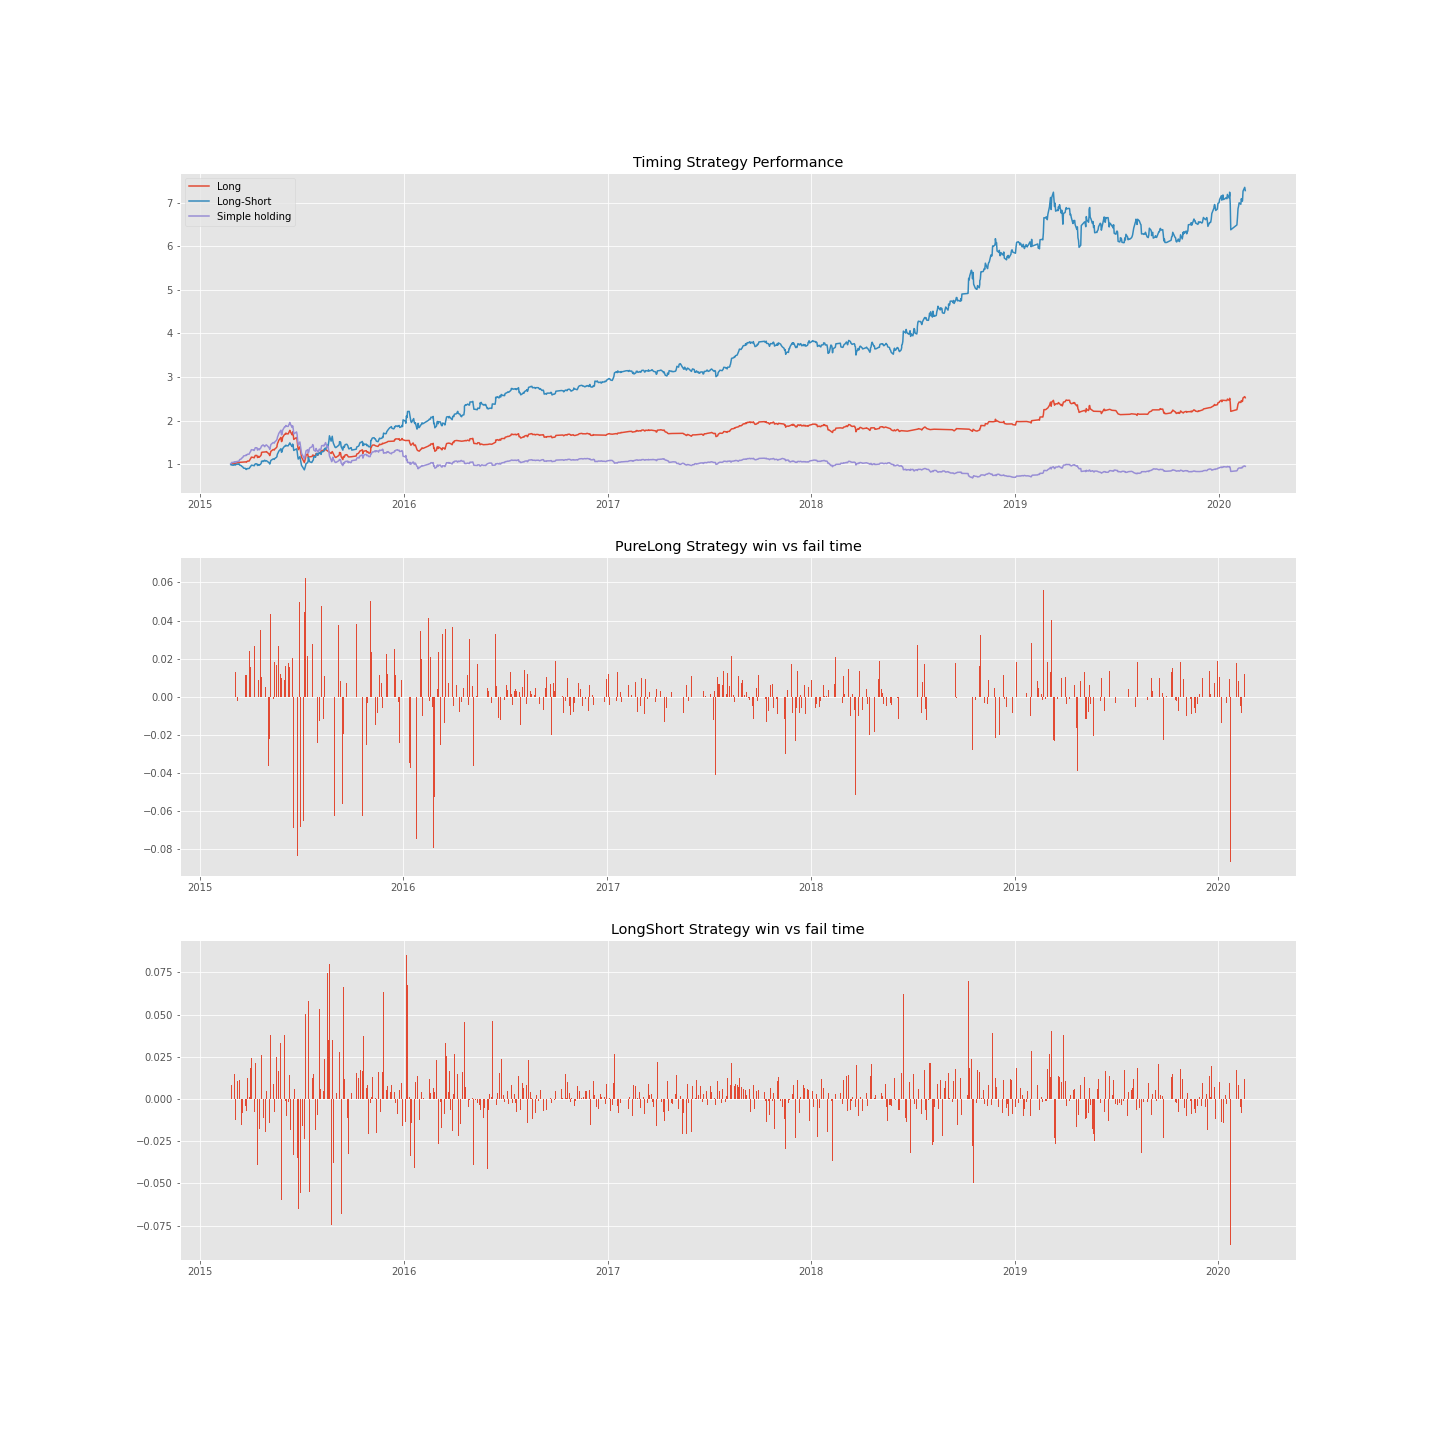 Timing Strategy Performance
Long
Long-Short
Simple holding
7
6
5
4
3
2
1
2015 2016 2017 2018 2019 2020
PureLong Strategy win vs fail time
0.06
0.04
0.02
0.00
−0.02
−0.04
−0.06
−0.08
2015 2016 2017 2018 2019 2020
LongShort Strategy win vs fail time
0.075
0.050
0.025
0.000
−0.025
−0.050
−0.075
2015 2016 2017 2018 2019 2020